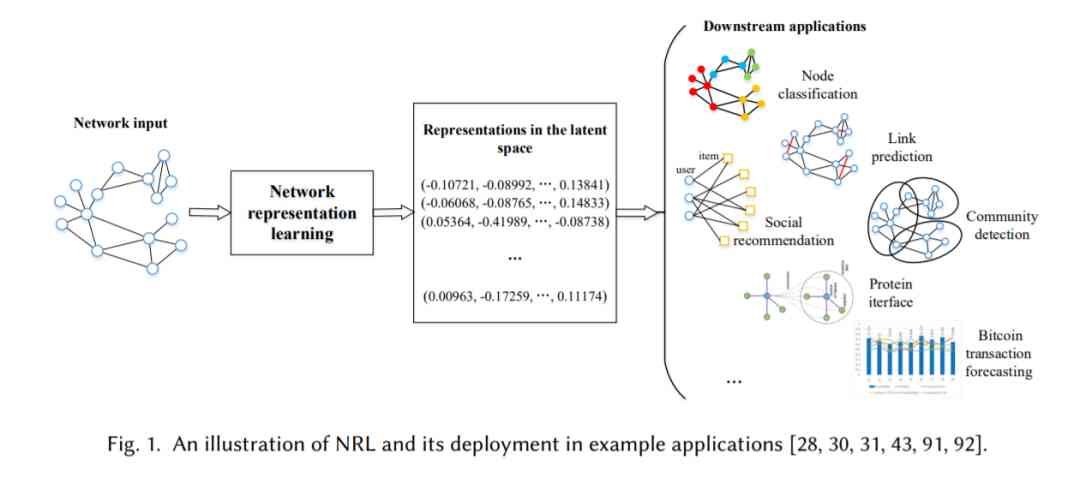 Downstream applications
Network input
Network
representation
learning
Representations in the latent
space
(-0.10721, -0.08992, ···, 0.13841)
(-0.06068, -0.08765, ···, 0.14833)
(0.05364, -0.41989, ···, -0.08738)
...
(0.00963, -0.17259, ···, 0.11174)
Node
classification
Link
prediction
item
user
Social
recommendation
Community
detection
Protein
iterface
Bitcoin
transaction
forecasting
...
Fig. 1. An illustration of NRL and its deployment in example applications [28, 30, 31, 43, 91, 92].